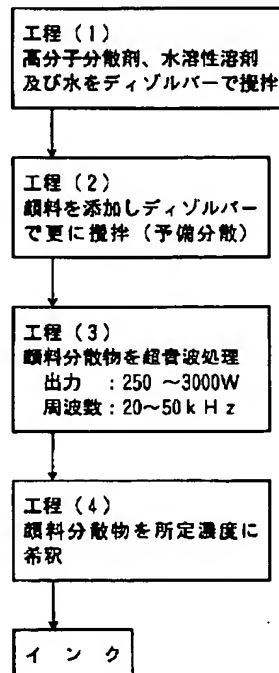 工程（1）
高分子分散剤、水溶性溶剤
及び水をディゾルバーで攪拌
工程（2）
顔料を添加しディゾルバー
で更に攪拌（予備分散）
工程（3）
顔料分散物を超音波処理
出力　：250 ～3000W
周波数：20～50ｋＨｚ
工程（4）
顔料分散物を所定濃度に
希釈
イ ン ク